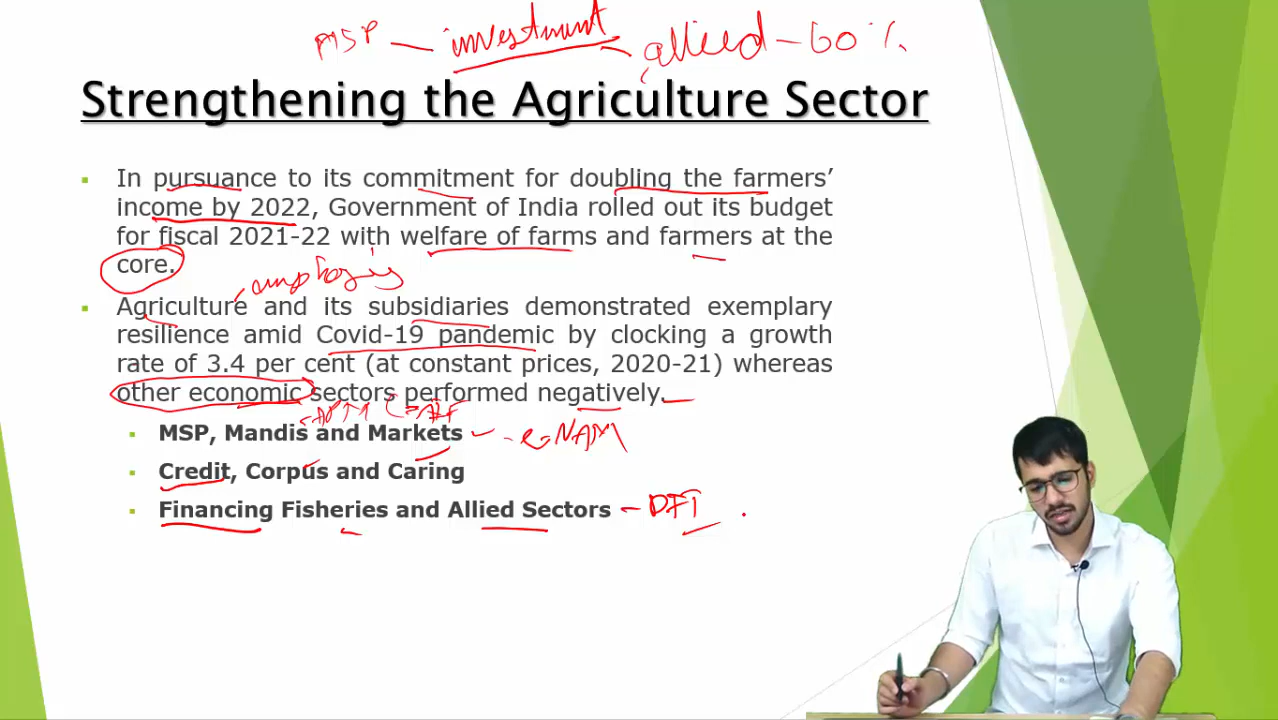 MSP — investment — allied – 60%
Strengthening the Agriculture Sector
In pursuance to its commitment for doubling the farmers'
income by 2022, Government of India rolled out its budget
for fiscal 2021-22 with welfare of farms and farmers at the
core.
Agriculture and its subsidiaries demonstrated exemplary
resilience amid Covid-19 pandemic by clocking a growth
rate of 3.4 per cent (at constant prices, 2020-21) whereas
other economic sectors performed negatively.
MSP, Mandis and Markets – e-NAM
Credit, Corpus and Caring
Financing Fisheries and Allied Sectors – DFI